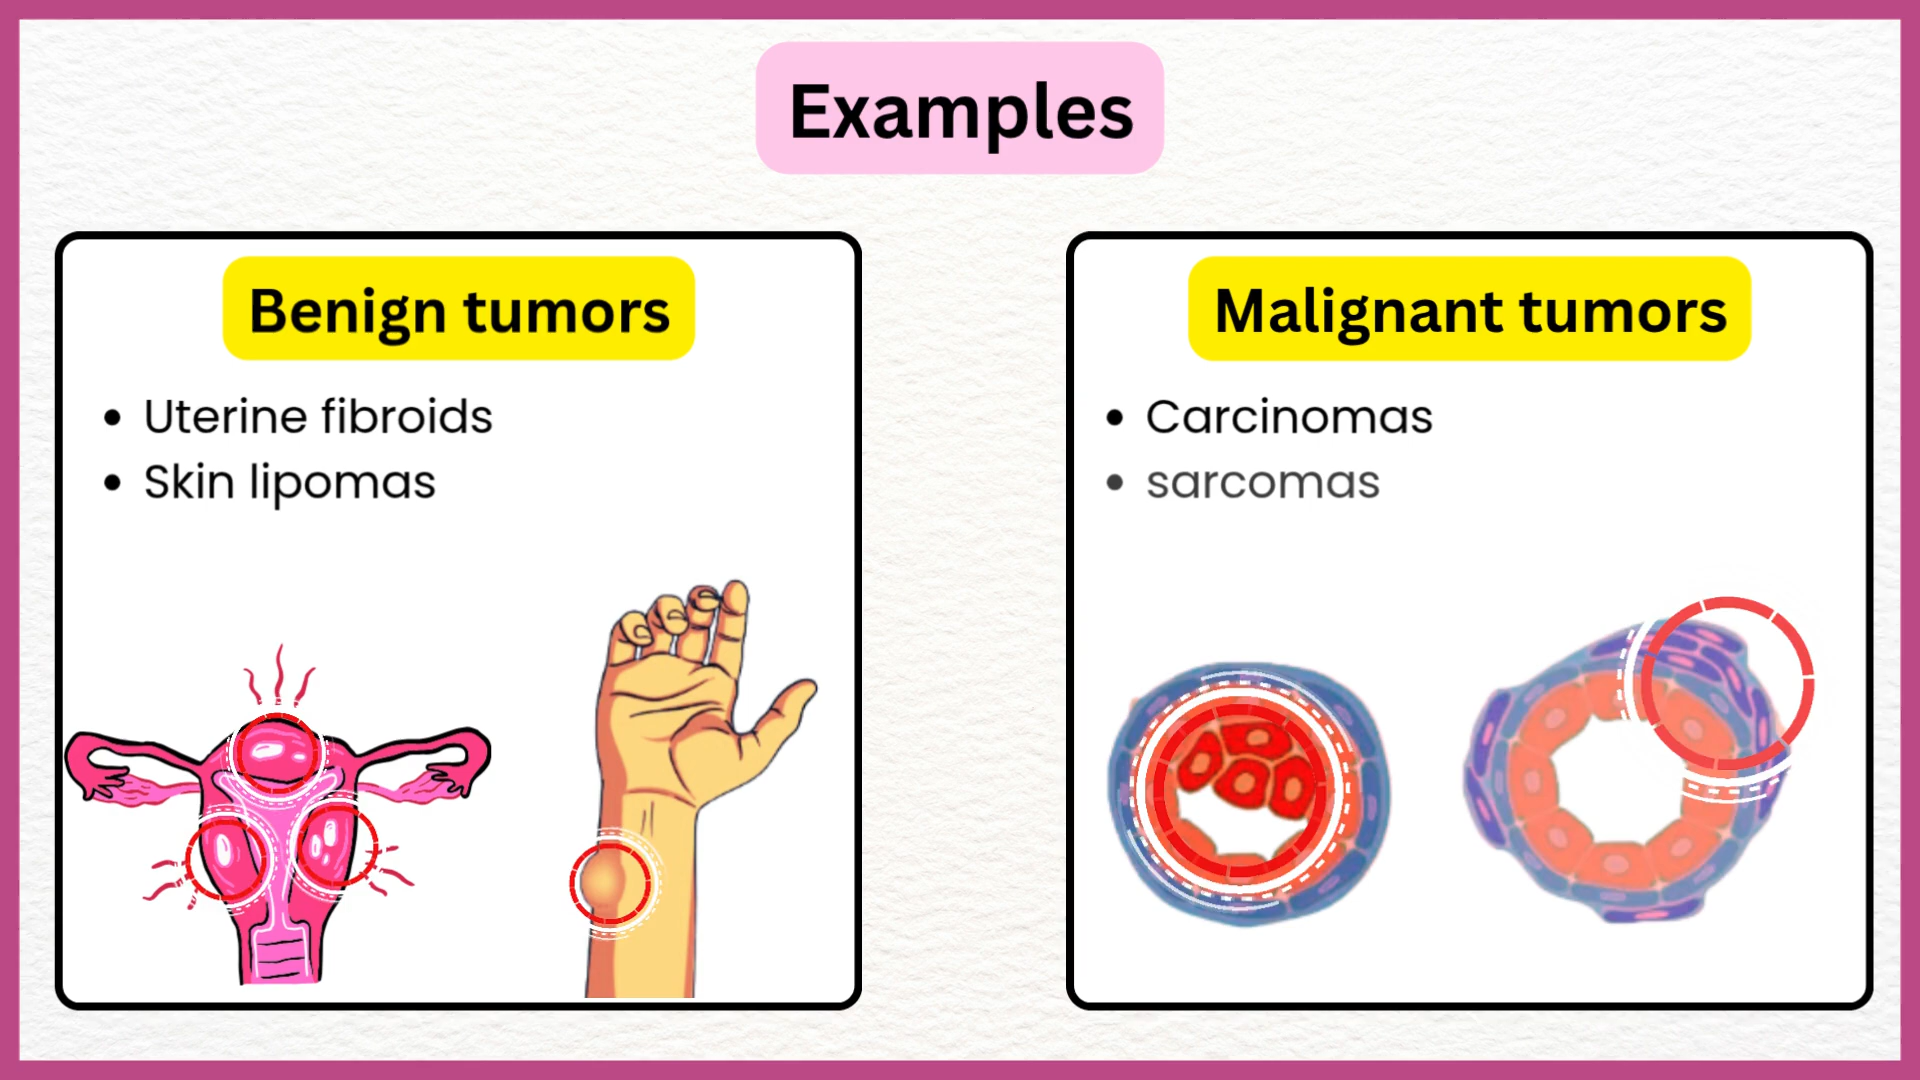 Examples
Benign tumors
• Uterine fibroids
• Skin lipomas
Malignant tumors
• Carcinomas
• sarcomas